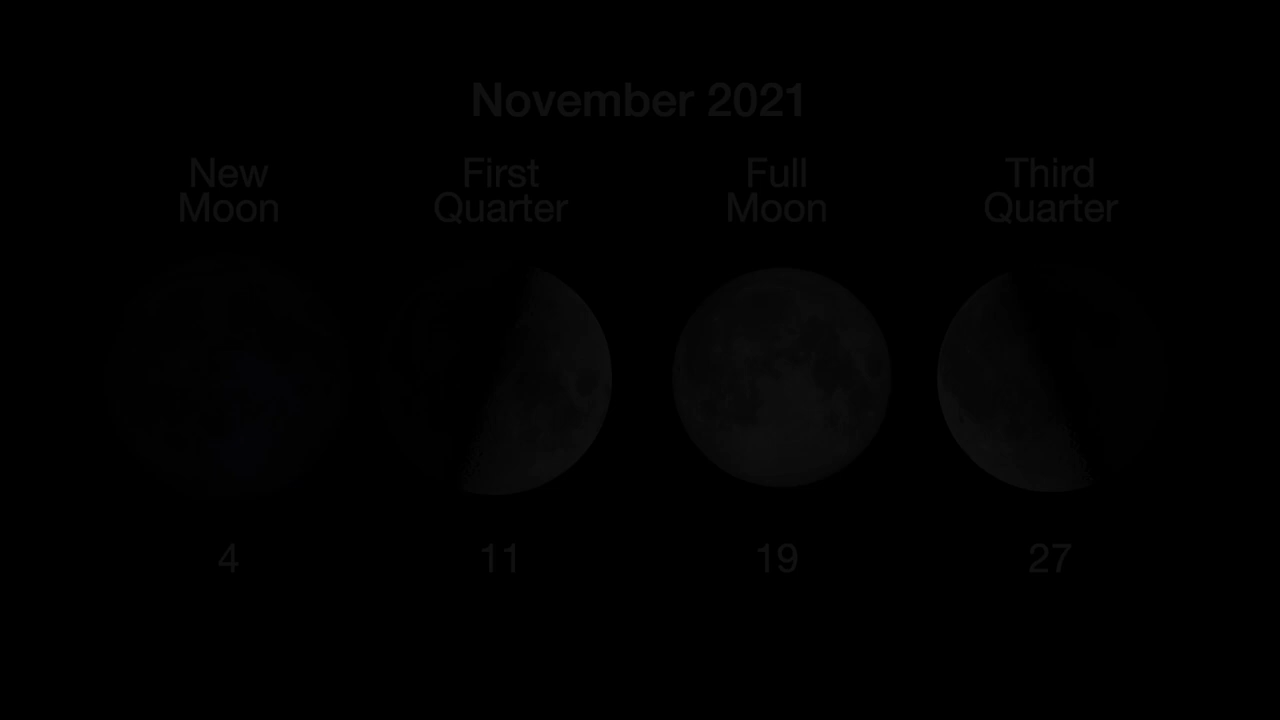 November 2021
New
Moon
First
Quarter
Full
Moon
Third
Quarter
4
11
19
27